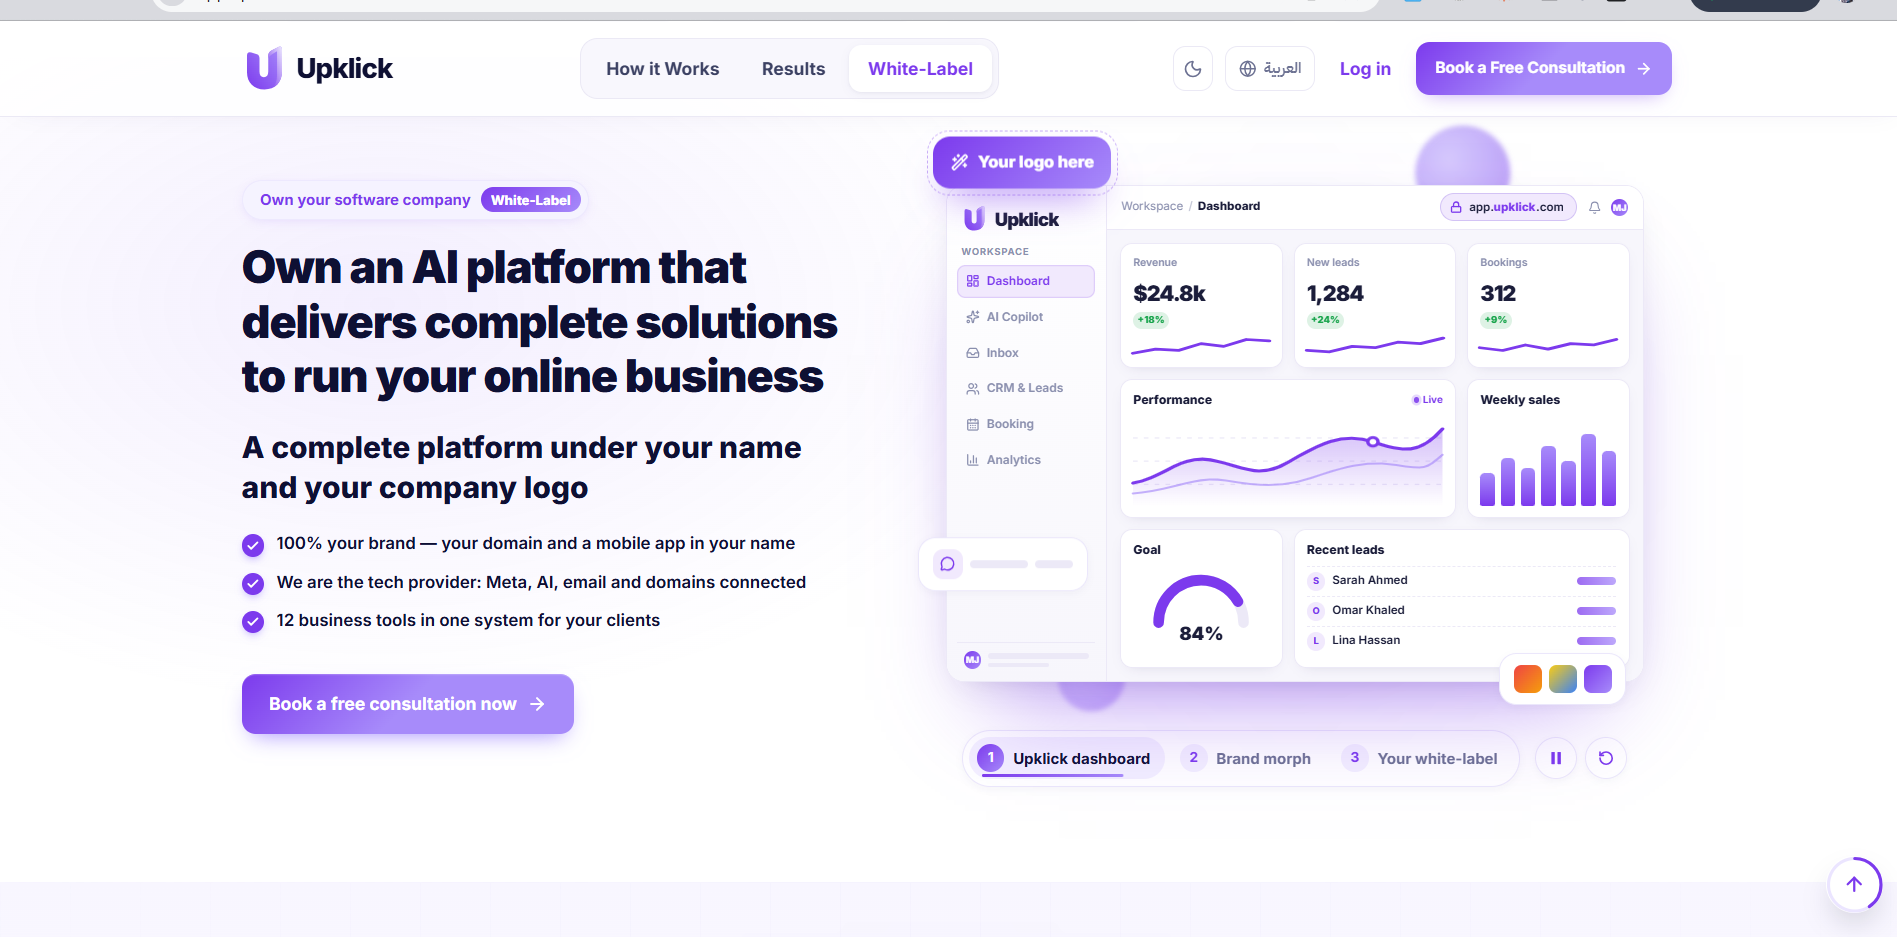 Upklick
How it Works
Results
White-Label
العربية
Log in
Book a Free Consultation
Own your software company
White-Label
Own an AI platform that
delivers complete solutions
to run your online business
A complete platform under your name
and your company logo
100% your brand — your domain and a mobile app in your name
We are the tech provider: Meta, AI, email and domains connected
12 business tools in one system for your clients
Book a free consultation now
Your logo here
Upklick
WORKSPACE
Dashboard
AI Copilot
Inbox
CRM & Leads
Booking
Analytics
MJ
Workspace / Dashboard
app.upklick.com
MJ
Revenue
$24.8k
+18%
New leads
1,284
+24%
Bookings
312
+9%
Performance
Live
Weekly sales
Goal
84%
Recent leads
S Sarah Ahmed
O Omar Khaled
L Lina Hassan
1 Upklick dashboard
2 Brand morph
3 Your white-label